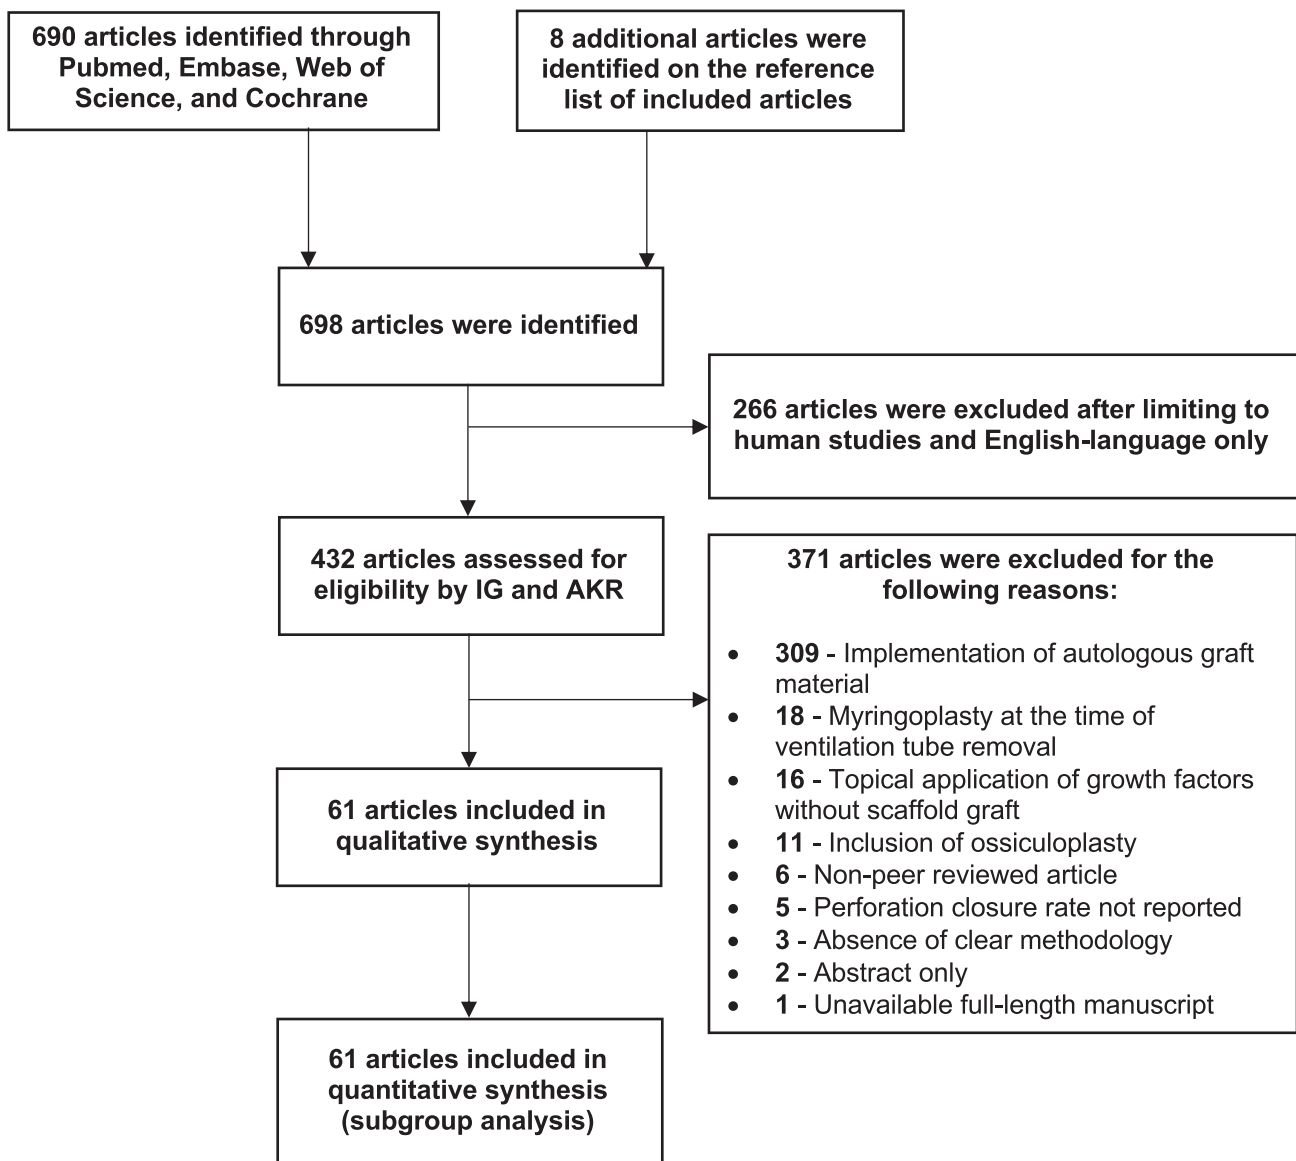 690 articles identified through
Pubmed, Embase, Web of
Science, and Cochrane
8 additional articles were
identified on the reference
list of included articles
698 articles were identified
266 articles were excluded after limiting to
human studies and English-language only
432 articles assessed for
eligibility by IG and AKR
371 articles were excluded for the
following reasons:
• 309 - Implementation of autologous graft
material
• 18 - Myringoplasty at the time of
ventilation tube removal
• 16 - Topical application of growth factors
without scaffold graft
• 11 - Inclusion of ossiculoplasty
• 6 - Non-peer reviewed article
• 5 - Perforation closure rate not reported
• 3 - Absence of clear methodology
• 2 - Abstract only
• 1 - Unavailable full-length manuscript
61 articles included in
qualitative synthesis
61 articles included in
quantitative synthesis
(subgroup analysis)